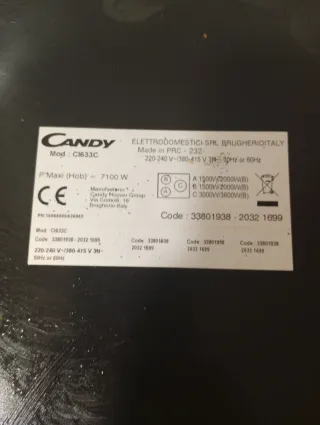 CANDY
ELETTRODOMESTICI SRL BRUGHERIO ITALY
Made in PRC - 232-
Mod : CI633C
220-240 V~/380-415 V 3N~ 50Hz or 60Hz
P Maxi (Hob) = 7100 W
CE
Manufacturer
Candy Hoover Group
Via Comolli, 16
Brugherio-Italy
B
B
C
A
A 1500W/2000W(B)
B 1500W/2000W(B)
C 3000W/3600W(B)
Code : 33801938 - 2032 1699
Mod CI633C
Code : 33801938 - 2032 1699
220-240 V~/380-415 V 3N~
50Hz or 60Hz
Code : 33801938
2032 1699
Code : 33801938
2032 1699
Code : 33801938
2032 1699